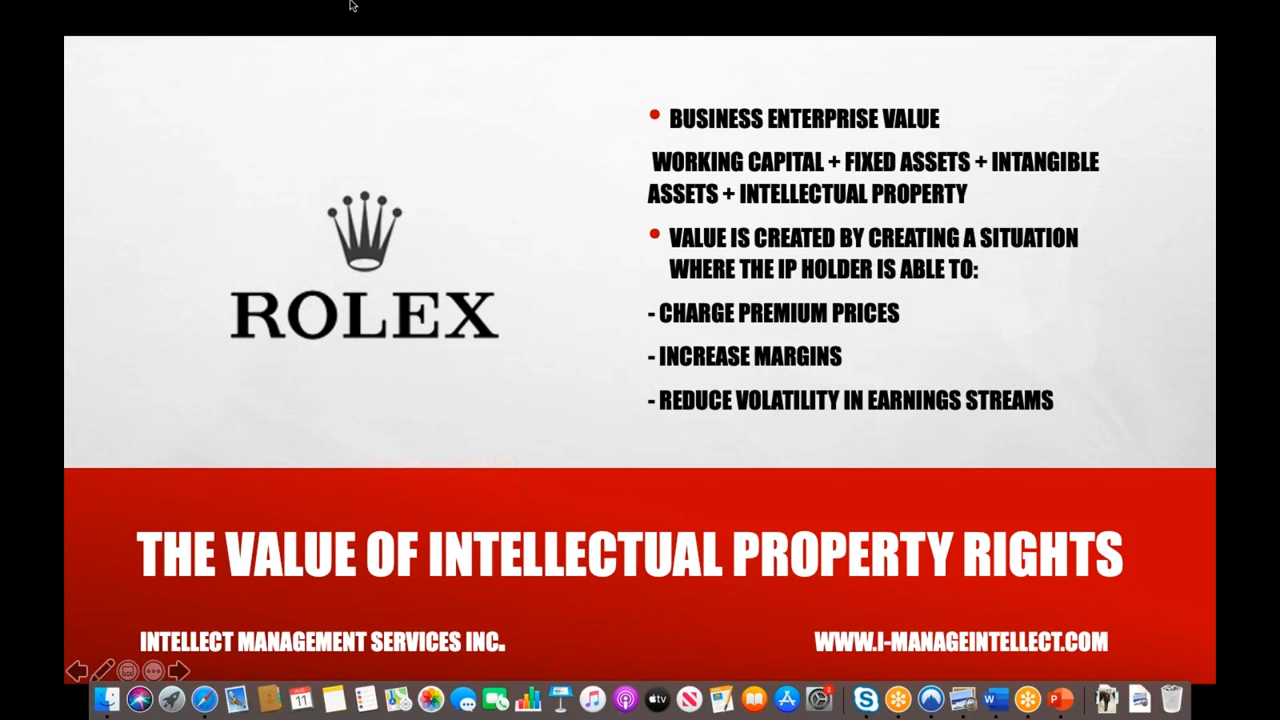 ROLEX
• BUSINESS ENTERPRISE VALUE
WORKING CAPITAL + FIXED ASSETS + INTANGIBLE
ASSETS + INTELLECTUAL PROPERTY
• VALUE IS CREATED BY CREATING A SITUATION
WHERE THE IP HOLDER IS ABLE TO:
- CHARGE PREMIUM PRICES
- INCREASE MARGINS
- REDUCE VOLATILITY IN EARNINGS STREAMS
THE VALUE OF INTELLECTUAL PROPERTY RIGHTS
INTELLECT MANAGEMENT SERVICES INC.
WWW.I-MANAGEINTELLECT.COM
11
tv